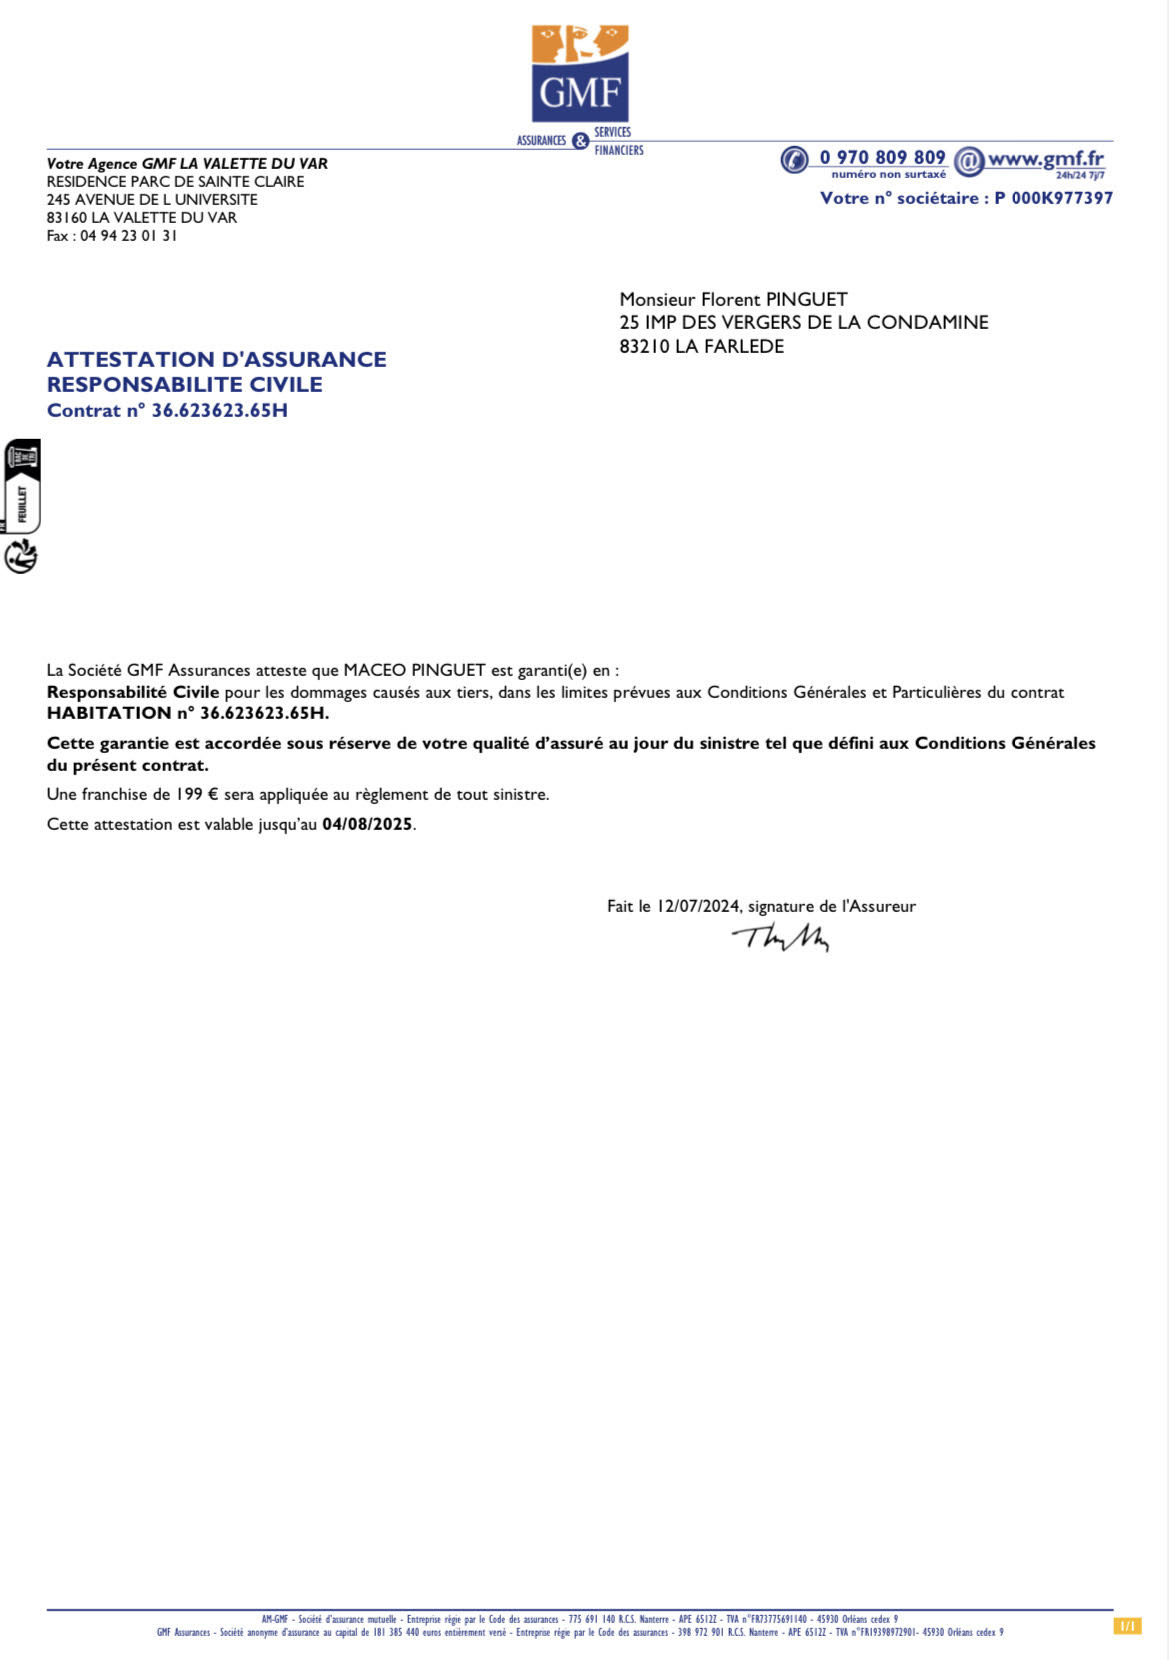 GMF
ASSURANCES & SERVICES FINANCIERS
Votre Agence GMF LA VALETTE DU VAR
RESIDENCE PARC DE SAINTE CLAIRE
245 AVENUE DE L UNIVERSITE
83160 LA VALETTE DU VAR
Fax : 04 94 23 01 31
0 970 809 809
numéro non surtaxé
@ www.gmf.fr
24h/24 7j/7
Votre n° sociétaire : P 000K977397
Monsieur Florent PINGUET
25 IMP DES VERGERS DE LA CONDAMINE
83210 LA FARLEDE
ATTESTATION D'ASSURANCE
RESPONSABILITE CIVILE
Contrat n° 36.623623.65H
BAC DE TRI
FEUILLET
FR
La Société GMF Assurances atteste que MACEO PINGUET est garanti(e) en :
Responsabilité Civile pour les dommages causés aux tiers, dans les limites prévues aux Conditions Générales et Particulières du contrat
HABITATION n° 36.623623.65H.
Cette garantie est accordée sous réserve de votre qualité d’assuré au jour du sinistre tel que défini aux Conditions Générales
du présent contrat.
Une franchise de 199 € sera appliquée au règlement de tout sinistre.
Cette attestation est valable jusqu’au 04/08/2025.
Fait le 12/07/2024, signature de l'Assureur
AM-GMF - Société d'assurance mutuelle - Entreprise régie par le Code des assurances - 775 691 140 R.C.S. Nanterre - APE 6512Z - TVA n°FR73775691140 - 45930 Orléans cedex 9
GMF Assurances - Société anonyme d'assurance au capital de 181 385 440 euros entièrement versé - Entreprise régie par le Code des assurances - 398 972 901 R.C.S. Nanterre - APE 6512Z - TVA n°FR19398972901- 45930 Orléans cedex 9
1/1